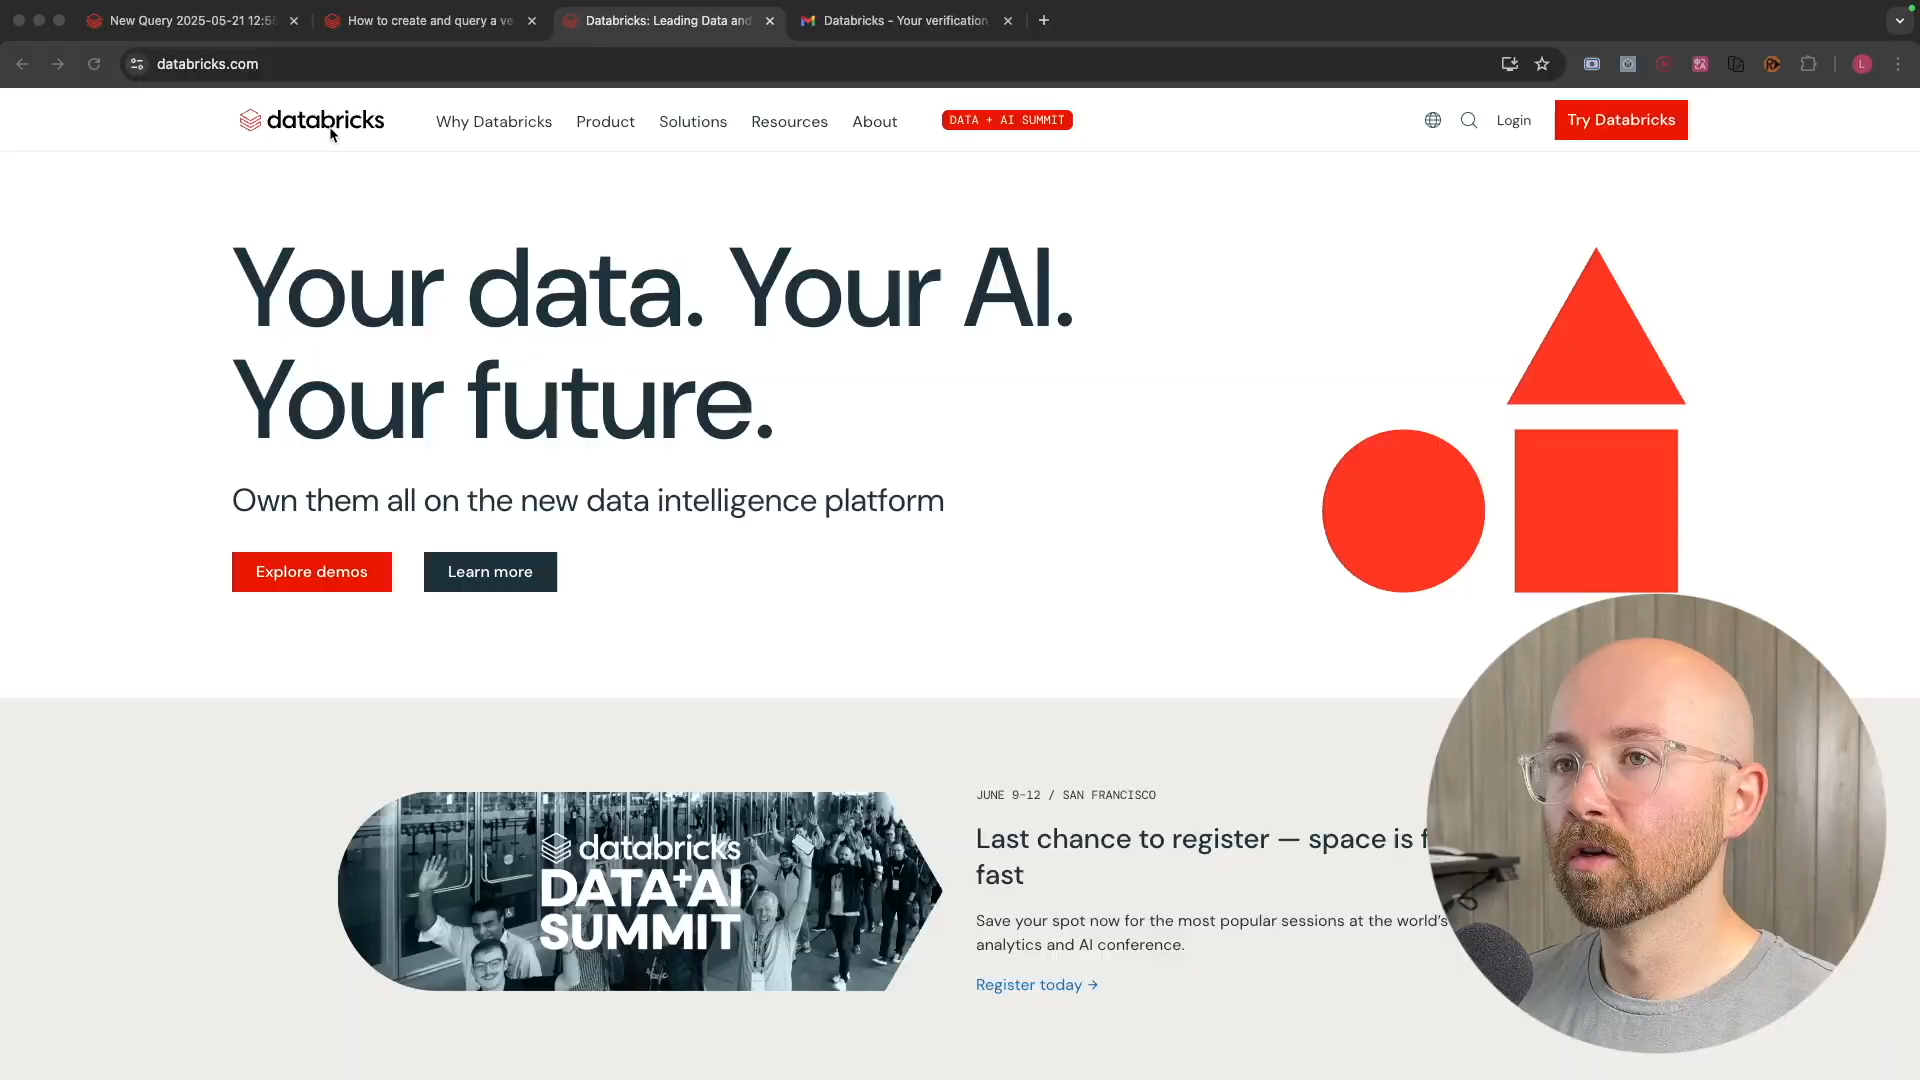 New Query 2025-05-21 12:5
How to create and query a ve
Databricks: Leading Data and
Databricks - Your verification
databricks.com
L
databricks
Why Databricks
Product
Solutions
Resources
About
DATA + AI SUMMIT
Login
Try Databricks
Your data. Your AI.
Your future.
Own them all on the new data intelligence platform
Explore demos
Learn more
databricks
DATA+AI
SUMMIT
JUNE 9-12 / SAN FRANCISCO
Last chance to register — space is f
fast
Save your spot now for the most popular sessions at the world's
analytics and AI conference.
Register today →